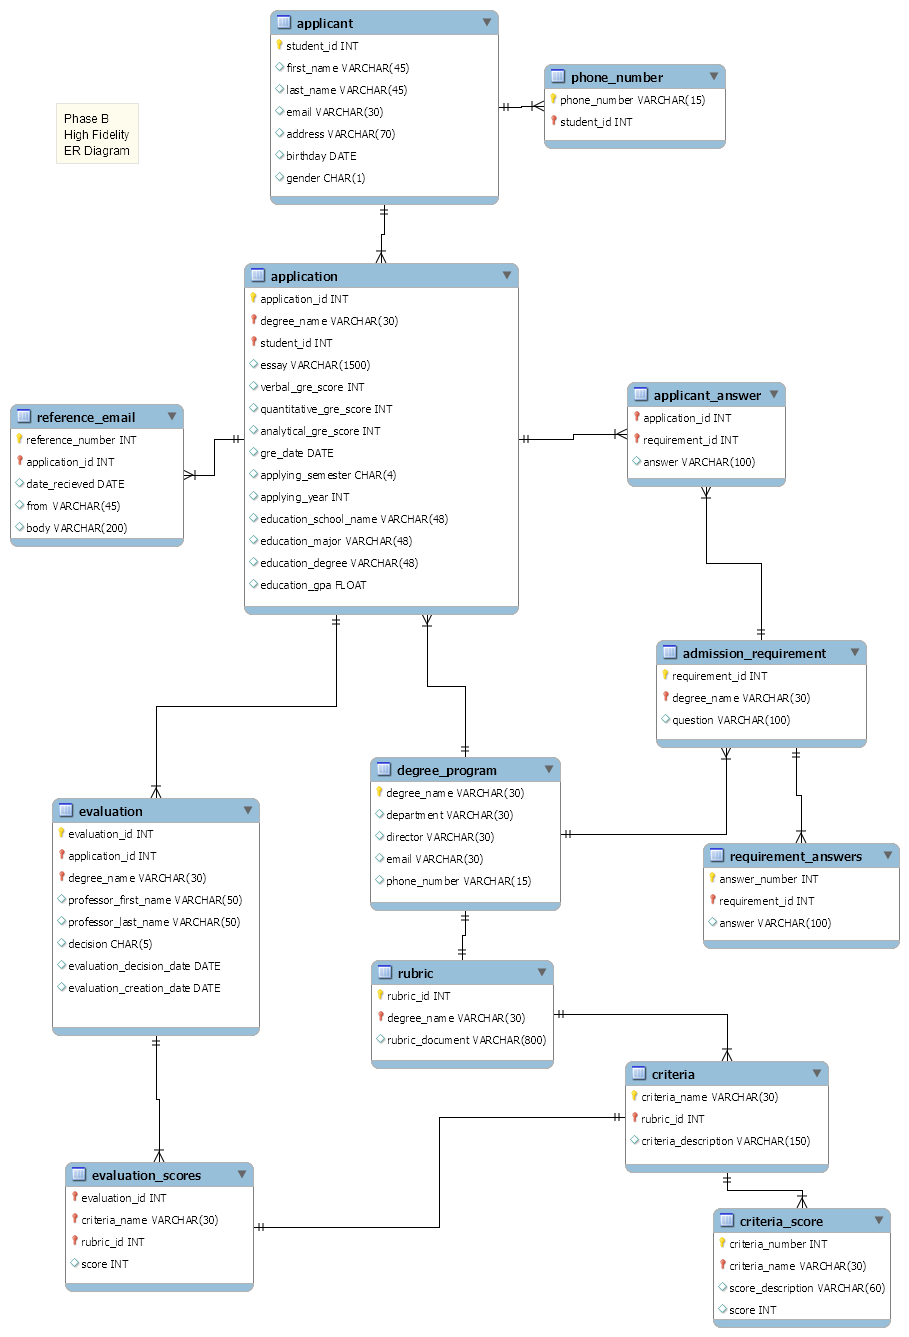 applicant
student_id INT
first_name VARCHAR(45)
last_name VARCHAR(45)
email VARCHAR(30)
address VARCHAR(70)
birthday DATE
gender CHAR(1)
phone_number
phone_number VARCHAR(15)
student_id INT
Phase B
High Fidelity
ER Diagram
application
application_id INT
degree_name VARCHAR(30)
student_id INT
essay VARCHAR(1500)
verbal_gre_score INT
quantitative_gre_score INT
analytical_gre_score INT
gre_date DATE
applying_semester CHAR(4)
applying_year INT
education_school_name VARCHAR(48)
education_major VARCHAR(48)
education_degree VARCHAR(48)
education_gpa FLOAT
reference_email
reference_number INT
application_id INT
date_recieved DATE
from VARCHAR(45)
body VARCHAR(200)
applicant_answer
application_id INT
requirement_id INT
answer VARCHAR(100)
admission_requirement
requirement_id INT
degree_name VARCHAR(30)
question VARCHAR(100)
degree_program
degree_name VARCHAR(30)
department VARCHAR(30)
director VARCHAR(30)
email VARCHAR(30)
phone_number VARCHAR(15)
evaluation
evaluation_id INT
application_id INT
degree_name VARCHAR(30)
professor_first_name VARCHAR(50)
professor_last_name VARCHAR(50)
decision CHAR(5)
evaluation_decision_date DATE
evaluation_creation_date DATE
requirement_answers
answer_number INT
requirement_id INT
answer VARCHAR(100)
rubric
rubric_id INT
degree_name VARCHAR(30)
rubric_document VARCHAR(800)
criteria
criteria_name VARCHAR(30)
rubric_id INT
criteria_description VARCHAR(150)
evaluation_scores
evaluation_id INT
criteria_name VARCHAR(30)
rubric_id INT
score INT
criteria_score
criteria_number INT
criteria_name VARCHAR(30)
score_description VARCHAR(60)
score INT